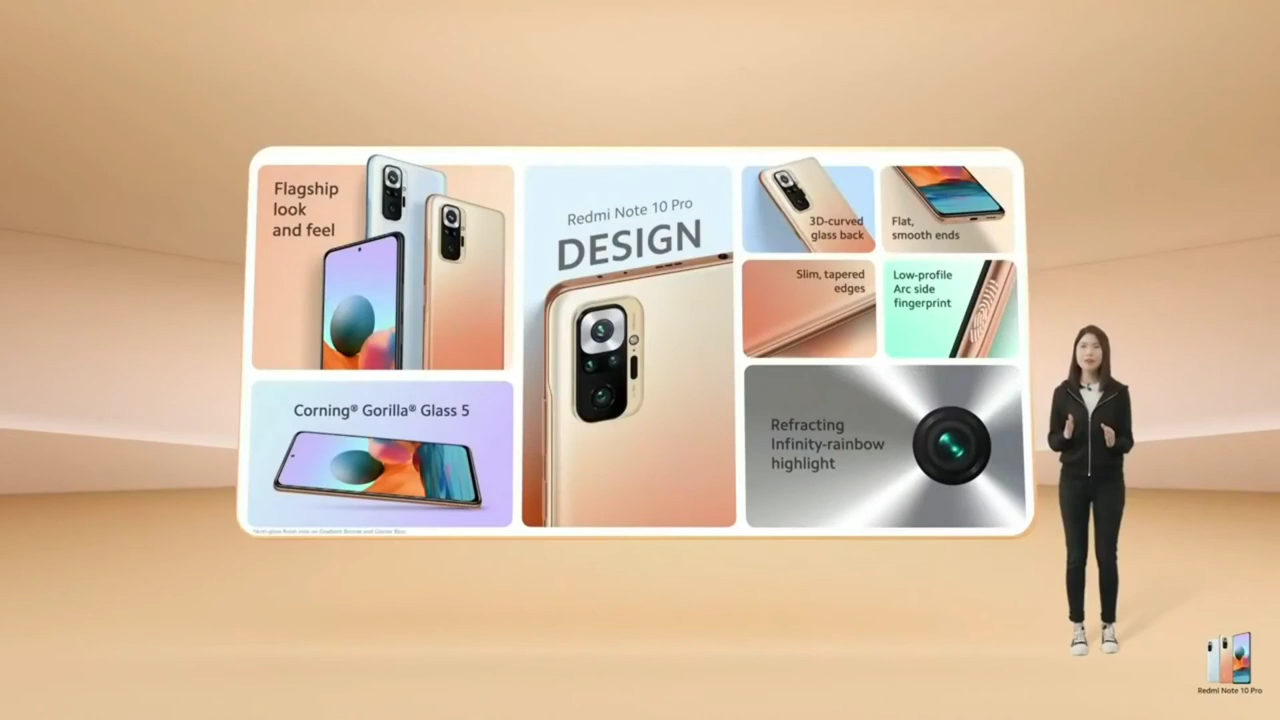 Flagship
look
and feel
Corning® Gorilla® Glass 5
Redmi Note 10 Pro
DESIGN
3D-curved
glass back
Flat,
smooth ends
Slim, tapered
edges
Low-profile
Arc side
fingerprint
Refracting
Infinity-rainbow
highlight
Redmi Note 10 Pro